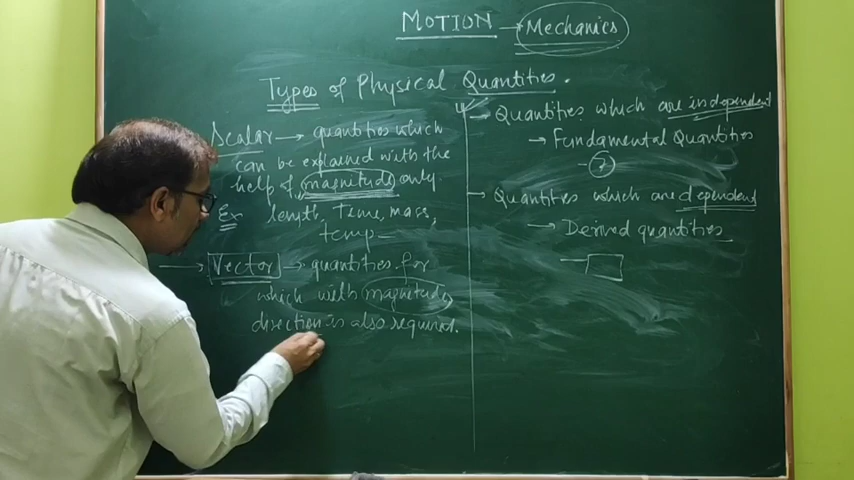 MOTION → Mechanics
Types of Physical Quantities.
Scalar → quantities which
can be explained with the
help of magnitude only
Ex length, Time, mass,
temp
→ Vector → quantities for
which with magnitude
direction is also required.
→ Quantities which are independent
→ Fundamental Quantities
- 7
→ Quantities which are dependent
→ Derived quantities